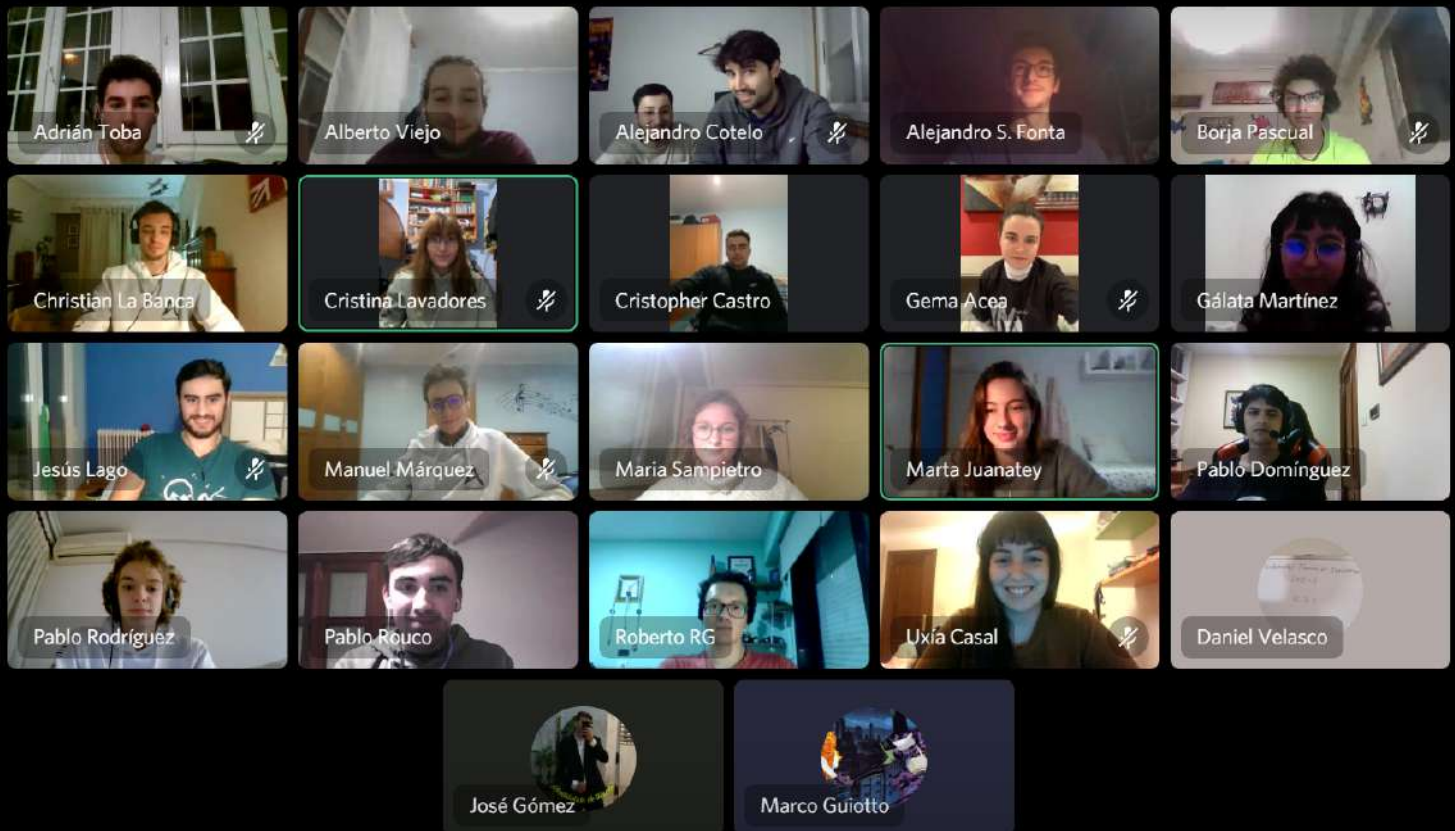 Adrián Toba
Alberto Viejo
Alejandro Cotelo
Alejandro S. Fonta
Borja Pascual
Christian La Banca
Cristina Lavadores
Cristopher Castro
Gema Acea
Gálata Martínez
Jesús Lago
Manuel Márquez
Maria Sampietro
Marta Juanatey
Pablo Domínguez
Pablo Rodríguez
Pablo Rouco
Roberto RG
Uxía Casal
Daniel Velasco
José Gómez
Marco Guiotto